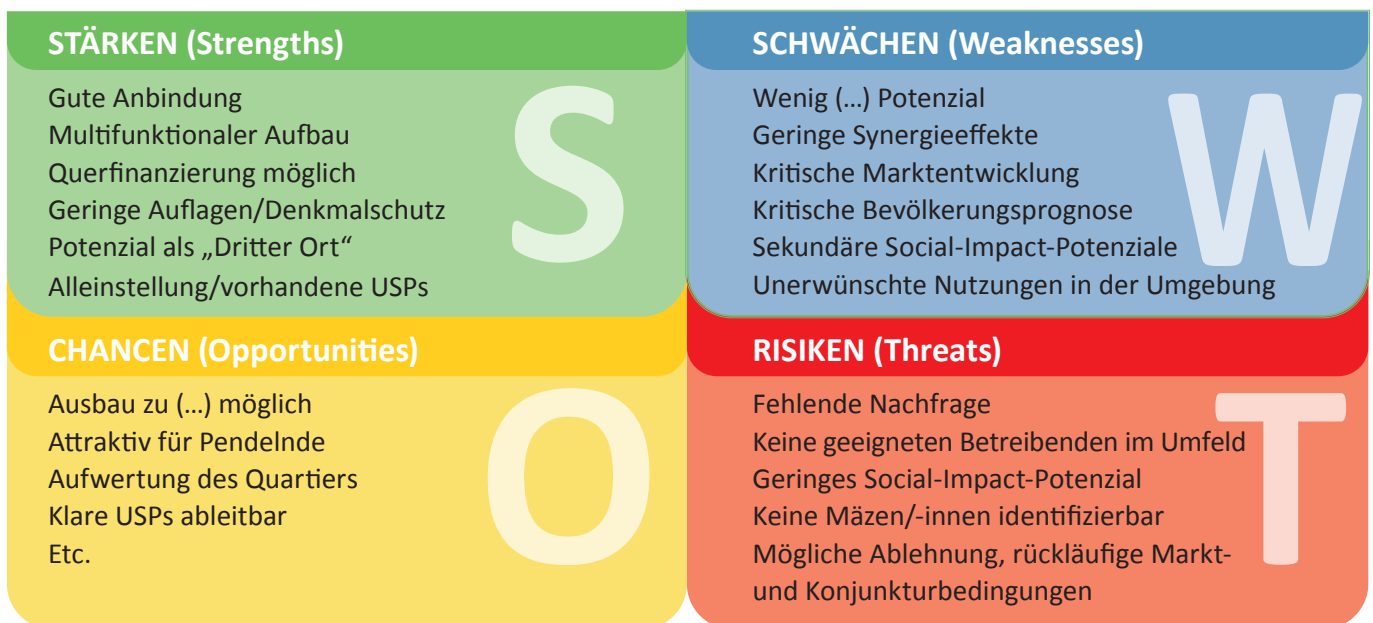 STÄRKEN (Strengths)
Gute Anbindung
Multifunktionaler Aufbau
Querfinanzierung möglich
Geringe Auflagen/Denkmalschutz
Potenzial als „Dritter Ort“
Alleinstellung/vorhandene USPs
S
SCHWÄCHEN (Weaknesses)
Wenig (...) Potenzial
Geringe Synergieeffekte
Kritische Marktentwicklung
Kritische Bevölkerungsprognose
Sekundäre Social-Impact-Potenziale
Unerwünschte Nutzungen in der Umgebung
W
CHANCEN (Opportunities)
Ausbau zu (...) möglich
Attraktiv für Pendelnde
Aufwertung des Quartiers
Klare USPs ableitbar
Etc.
O
RISIKEN (Threats)
Fehlende Nachfrage
Keine geeigneten Betreibenden im Umfeld
Geringes Social-Impact-Potenzial
Keine Mäzen/-innen identifizierbar
Mögliche Ablehnung, rückläufige Markt-
und Konjunkturbedingungen
T